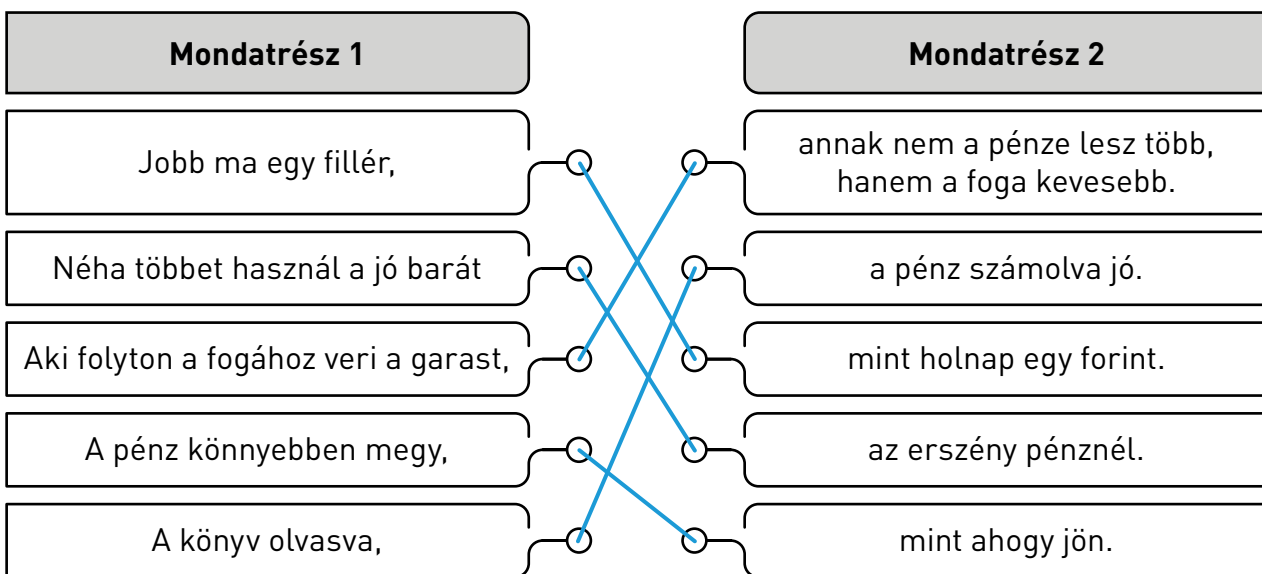 Mondatrész 1
Mondatrész 2
Jobb ma egy fillér,
annak nem a pénze lesz több,
hanem a foga kevesebb.
Néha többet használ a jó barát
a pénz számolva jó.
Aki folyton a fogához veri a garast,
mint holnap egy forint.
A pénz könnyebben megy,
az erszény pénznél.
A könyv olvasva,
mint ahogy jön.